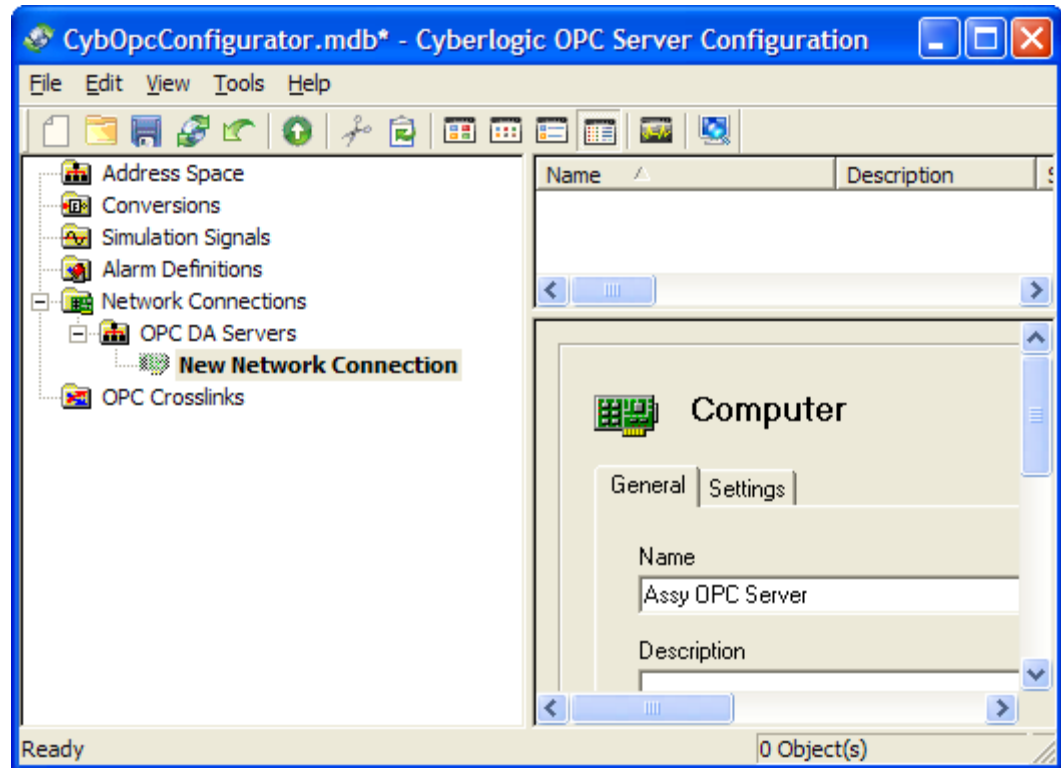 CybOpcConfigurator.mdb* - Cyberlogic OPC Server Configuration
File Edit View Tools Help
Address Space
Conversions
Simulation Signals
Alarm Definitions
Network Connections
OPC DA Servers
New Network Connection
OPC Crosslinks
Name Description
Computer
General Settings
Name
Assy OPC Server
Description
Ready 0 Object(s)